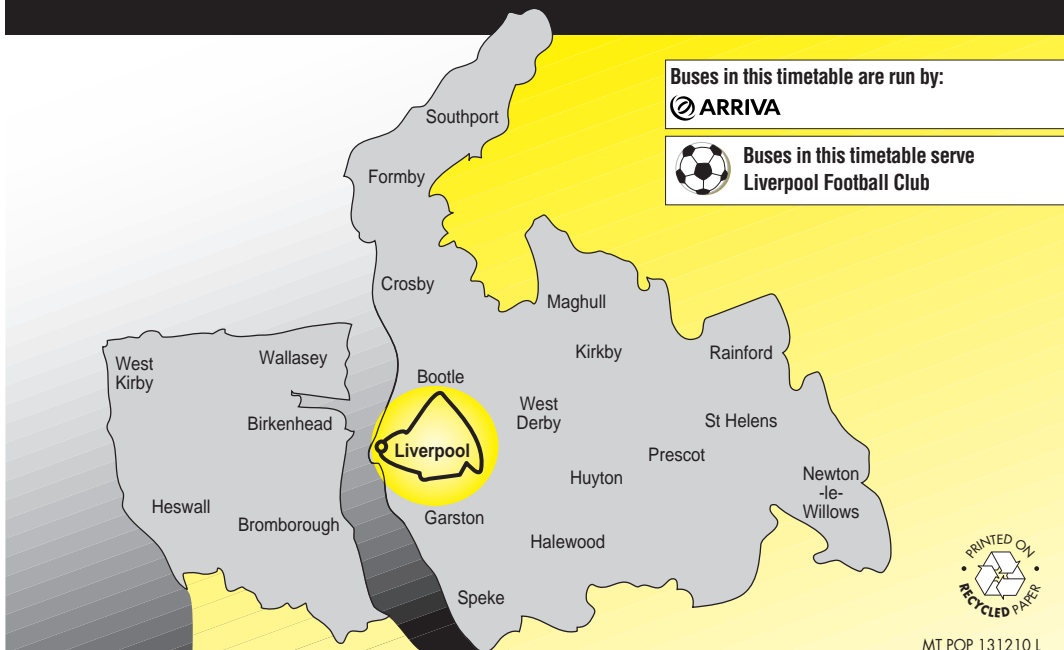 Buses in this timetable are run by:
ARRIVA
Buses in this timetable serve
Liverpool Football Club
Southport
Formby
Crosby
Maghull
Kirkby
Rainford
West
Kirby
Wallasey
Bootle
West
Derby
Birkenhead
St Helens
Liverpool
Prescot
Huyton
Newton
-le-
Willows
Heswall
Bromborough
Garston
Halewood
Speke
PRINTED ON
RECYCLED PAPER
MT POP 131210 L